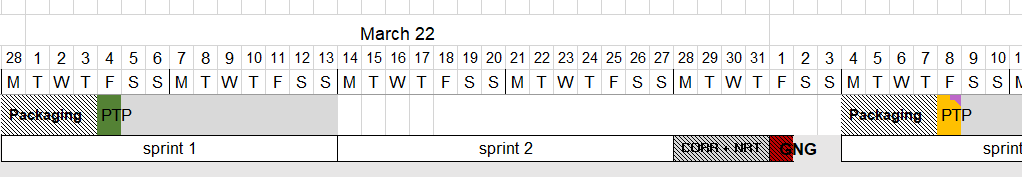 March 22
28 1 2 3 4 5 6 7 8 9 10 11 12 13 14 15 16 17 18 19 20 21 22 23 24 25 26 27 28 29 30 31 1 2 3 4 5 6 7 8 9 10
M T W T F S S M T W T F S S M T W T F S S M T W T F S S M T W T F S S M T W T F S S M
Packaging PTP Packaging PTP
sprint 1 sprint 2 CORR + NRT GNG sprint